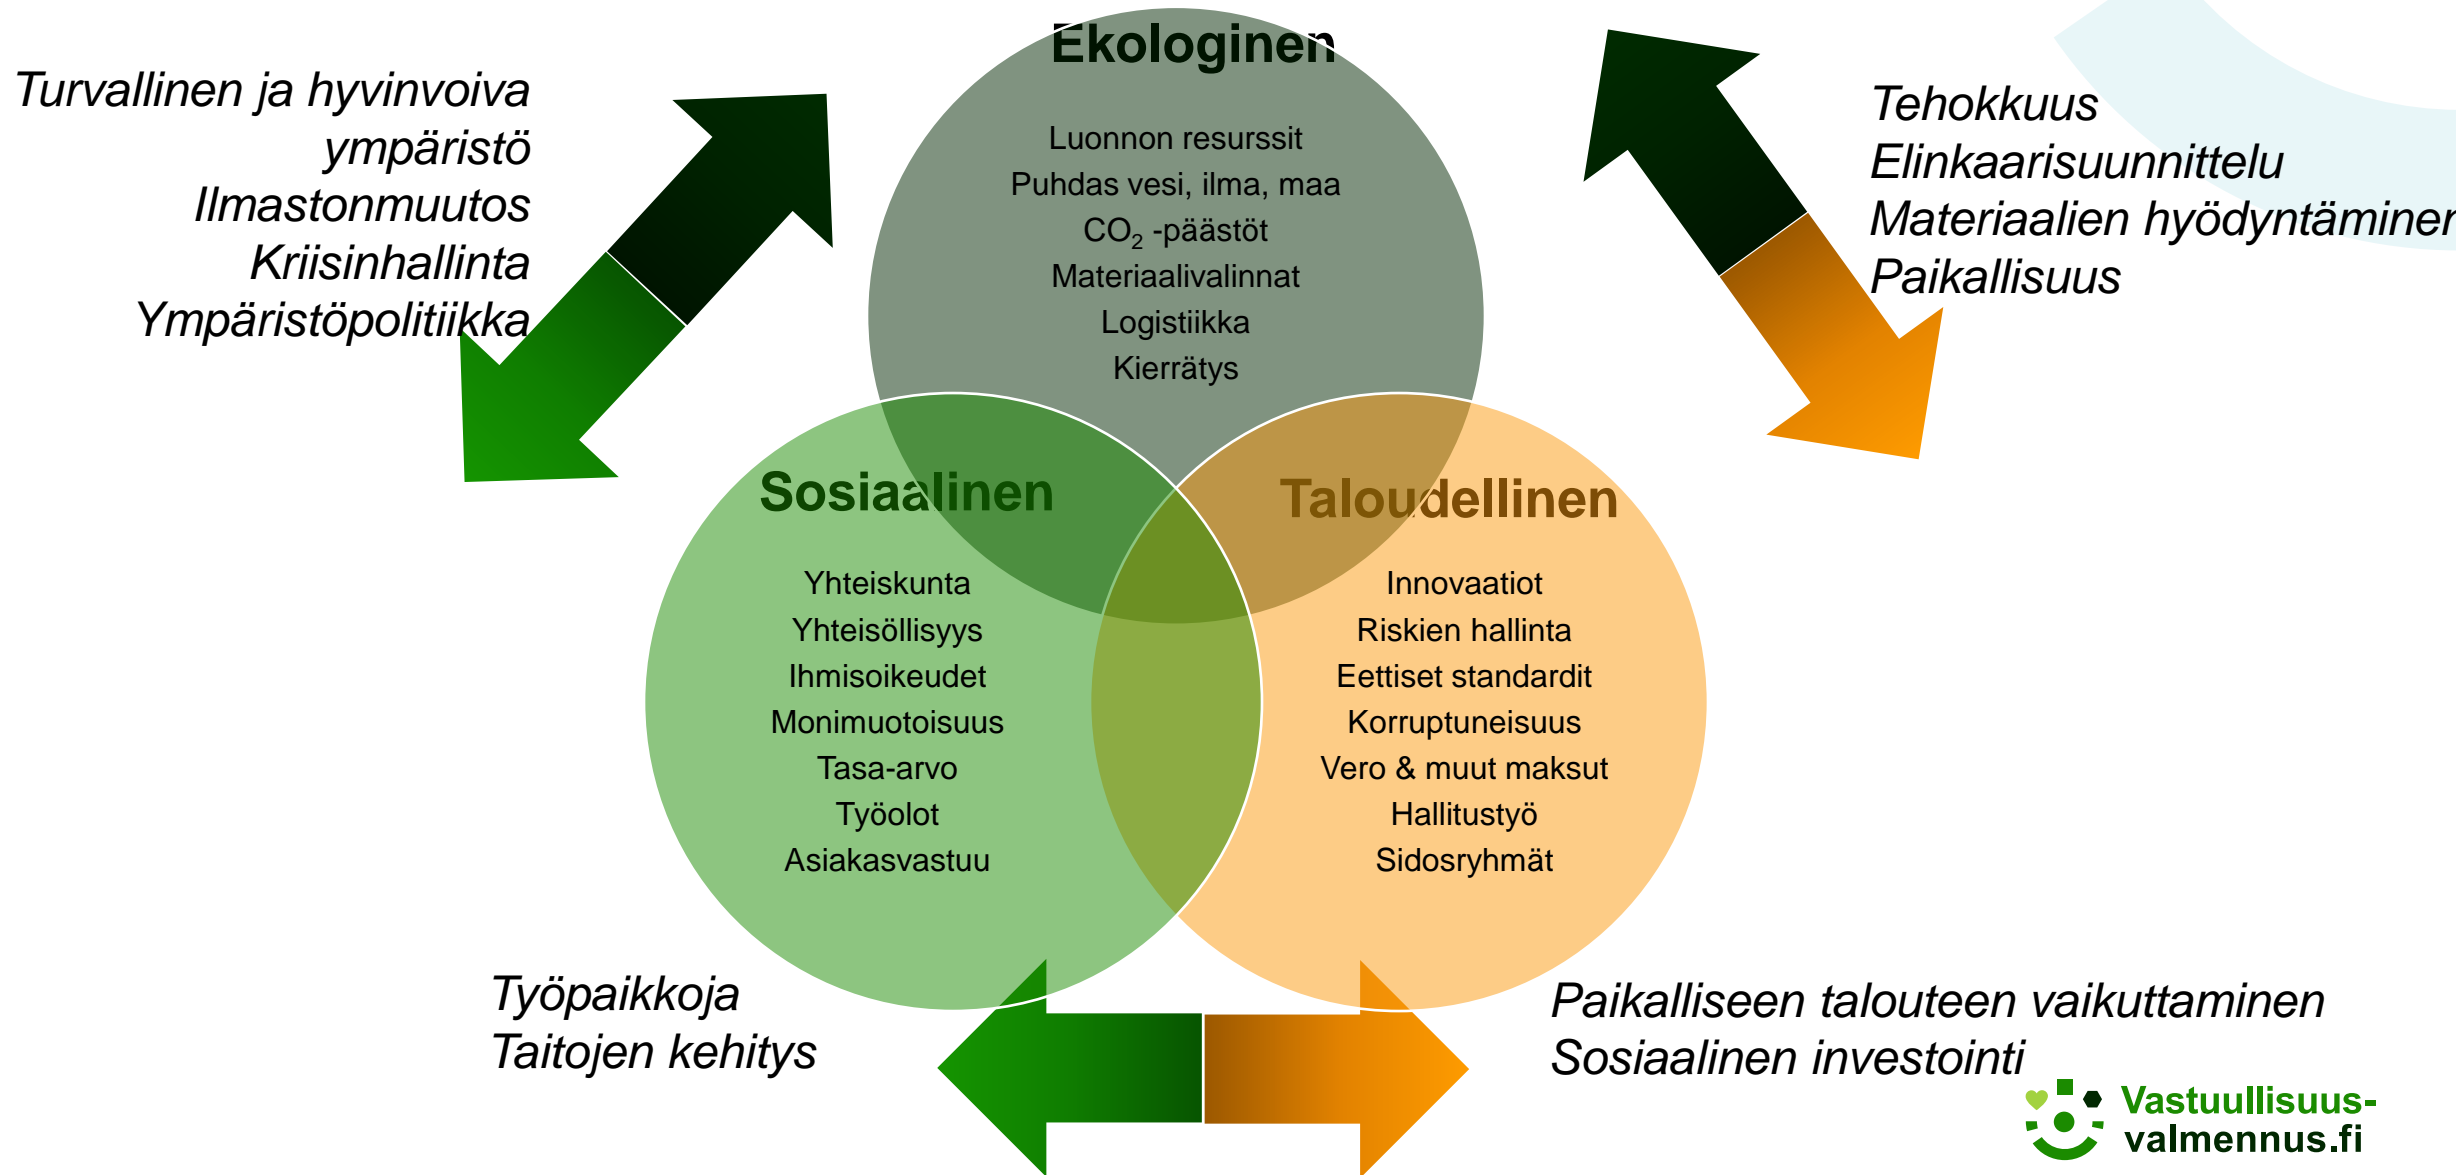 Ekologinen
Luonnon resurssit
Puhdas vesi, ilma, maa
CO₂ -päästöt
Materiaalivalinnat
Logistiikka
Kierrätys
Turvallinen ja hyvinvoiva
ympäristö
Ilmastonmuutos
Kriisinhallinta
Ympäristöpolitiikka
Tehokkuus
Elinkaarisuunnittelu
Materiaalien hyödyntäminen
Paikallisuus
Sosiaalinen
Yhteiskunta
Yhteisöllisyys
Ihmisoikeudet
Monimuotoisuus
Tasa-arvo
Työolot
Asiakasvastuu
Taloudellinen
Innovaatiot
Riskien hallinta
Eettiset standardit
Korruptuneisuus
Vero & muut maksut
Hallitustyö
Sidosryhmät
Työpaikkoja
Taitojen kehitys
Paikalliseen talouteen vaikuttaminen
Sosiaalinen investointi
Vastuullisuus-
valmennus.fi